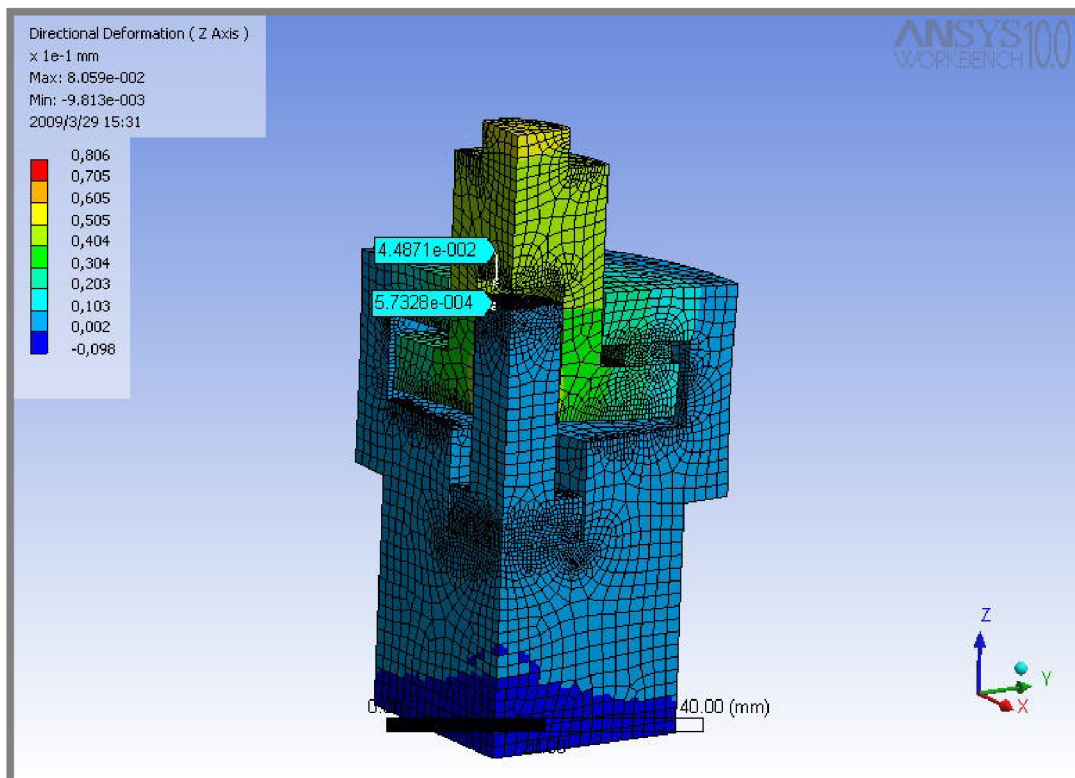 Directional Deformation ( Z Axis )
x 1e-1 mm
Max: 8.059e-002
Min: -9.813e-003
2009/3/29 15:31
ANSYS 10.0
WORKBENCH
0,806
0,705
0,605
0,505
0,404
0,304
0,203
0,103
0,002
-0,098
4.4871e-002
5.7328e-004
Z
Y
X
40.00 (mm)